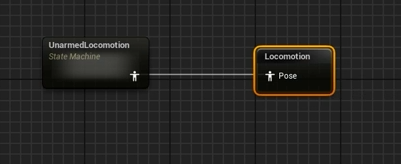 UnarmedLocomotion
State Machine
Locomotion
Pose